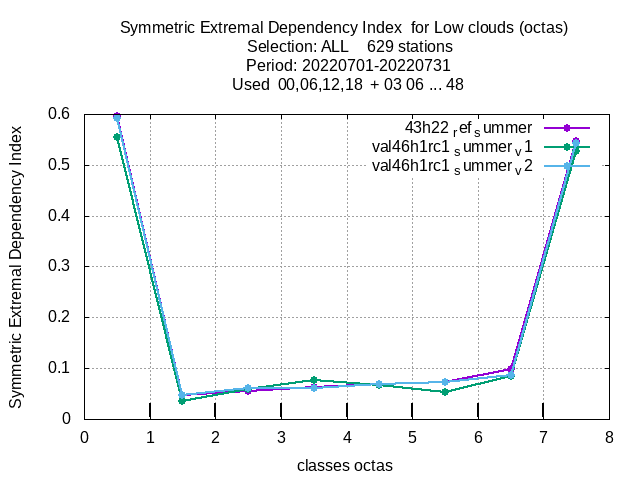 Symmetric Extremal Dependency Index  for Low clouds (octas)
Selection: ALL    629 stations
Period: 20220701-20220731
Used  00,06,12,18  + 03 06 ... 48
43h22 ref summer
val46h1rc1 summer v1
val46h1rc1 summer v2
Symmetric Extremal Dependency Index
0.6
0.5
0.4
0.3
0.2
0.1
0
0 1 2 3 4 5 6 7 8
classes octas